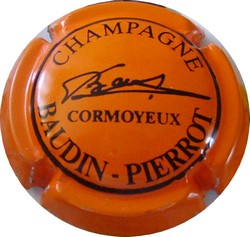 CHAMPAGNE
CORMOYEUX
BAUDIN - PIERROT